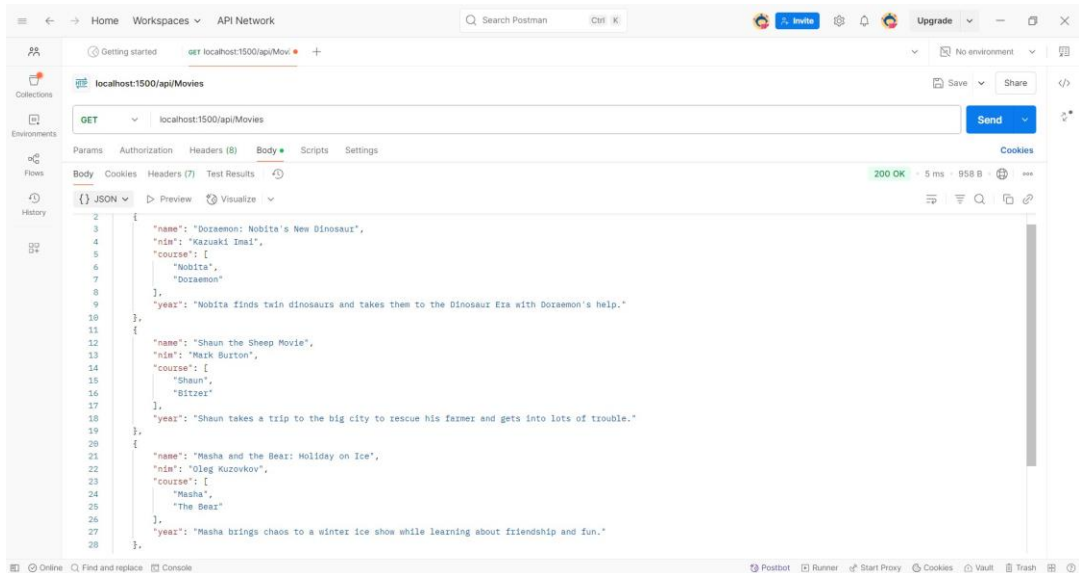 Home Workspaces API Network Search Postman Ctrl K Invite Upgrade
Getting started GET localhost:1500/api/Movi No environment
HTTP localhost:1500/api/Movies Save Share
GET localhost:1500/api/Movies Send
Params Authorization Headers (8) Body Scripts Settings Cookies
Body Cookies Headers (7) Test Results 200 OK 5 ms 958 B
{} JSON Preview Visualize
Collections
Environments
Flows
History
2 {
3 "name": "Doraemon: Nobita's New Dinosaur",
4 "nim": "Kazuaki Imai",
5 "course": [
6 "Nobita",
7 "Doraemon"
8 ],
9 "year": "Nobita finds twin dinosaurs and takes them to the Dinosaur Era with Doraemon's help."
10 },
11 {
12 "name": "Shaun the Sheep Movie",
13 "nim": "Mark Burton",
14 "course": [
15 "Shaun",
16 "Bitzer"
17 ],
18 "year": "Shaun takes a trip to the big city to rescue his farmer and gets into lots of trouble."
19 },
20 {
21 "name": "Masha and the Bear: Holiday on Ice",
22 "nim": "Oleg Kuzovkov",
23 "course": [
24 "Masha",
25 "The Bear"
26 ],
27 "year": "Masha brings chaos to a winter ice show while learning about friendship and fun."
28 },
Online Find and replace Console Postbot Runner Start Proxy Cookies Vault Trash